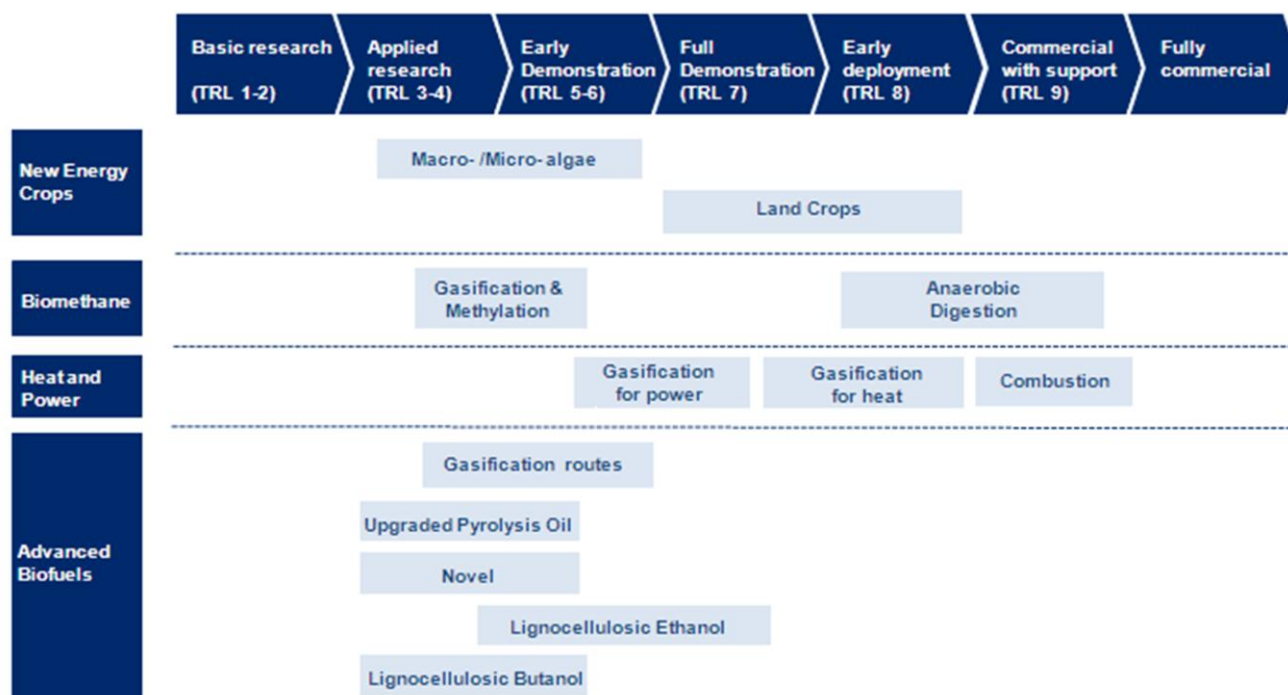 Basic research
(TRL 1-2)
Applied
research
(TRL 3-4)
Early
Demonstration
(TRL 5-6)
Full
Demonstration
(TRL 7)
Early
deployment
(TRL 8)
Commercial
with support
(TRL 9)
Fully
commercial
New Energy
Crops
Macro- /Micro- algae
Land Crops
Biomethane
Gasification &
Methylation
Anaerobic
Digestion
Heat and
Power
Gasification
for power
Gasification
for heat
Combustion
Advanced
Biofuels
Gasification routes
Upgraded Pyrolysis Oil
Novel
Lignocellulosic Ethanol
Lignocellulosic Butanol